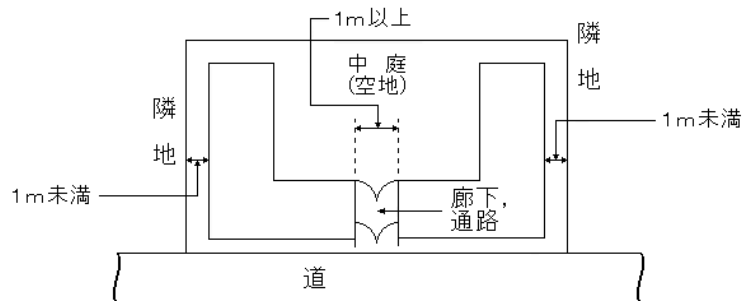 1m以上
隣
地
中庭
(空地)
隣
地
1m未満
1m未満
廊下,
通路
道